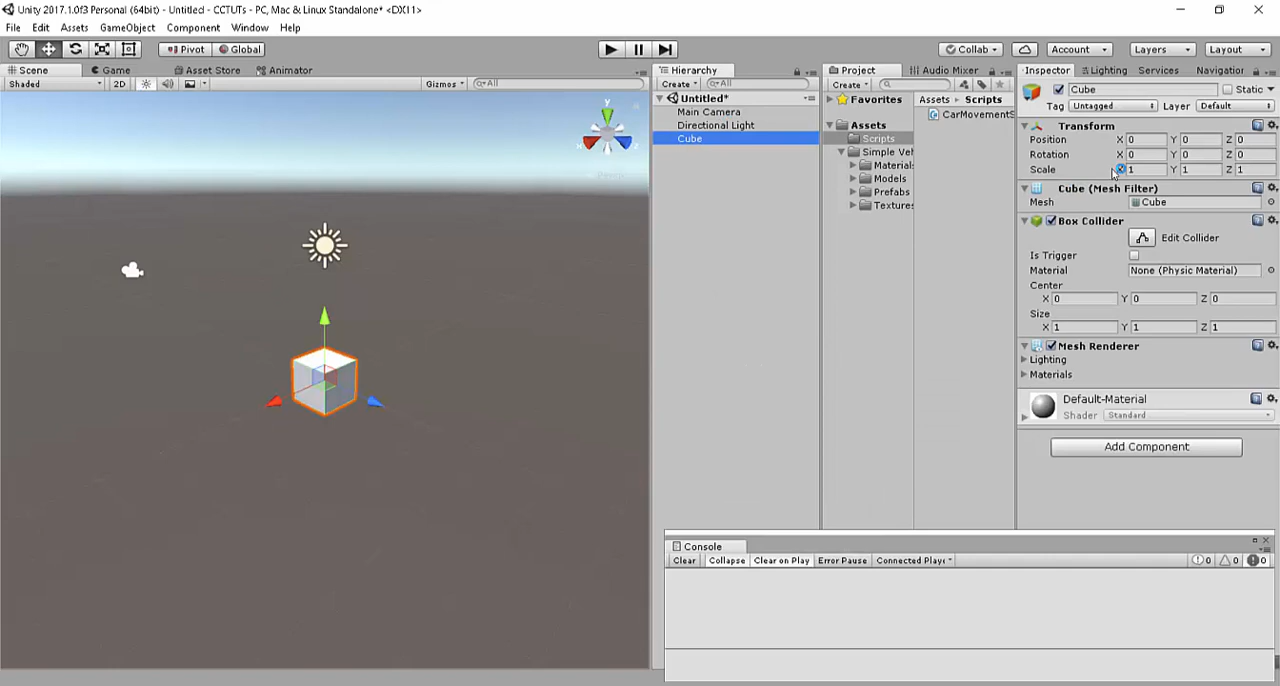 Unity 2017.1.0f3 Personal (64bit) - Untitled - CCTUTs - PC, Mac & Linux Standalone* <DX11>
File Edit Assets GameObject Component Window Help
Pivot Global Collab Account Layers Layout
Scene Game Asset Store Animator
Shaded 2D Gizmos All
Hierarchy
Create All
Untitled*
Main Camera
Directional Light
Cube
Project Audio Mixer
Create
Favorites
Assets
Scripts
Simple Veh
Materials
Models
Prefabs
Textures
Assets Scripts
CarMovementS
Inspector Lighting Services Navigation
Cube Static
Tag Untagged Layer Default
Transform
Position X 0 Y 0 Z 0
Rotation X 0 Y 0 Z 0
Scale X 1 Y 1 Z 1
Cube (Mesh Filter)
Mesh Cube
Box Collider
Edit Collider
Is Trigger
Material None (Physic Material)
Center
X 0 Y 0 Z 0
Size
X 1 Y 1 Z 1
Mesh Renderer
Lighting
Materials
Default-Material
Shader Standard
Add Component
Console
Clear Collapse Clear on Play Error Pause Connected Playe 0 0 0
y
x
z